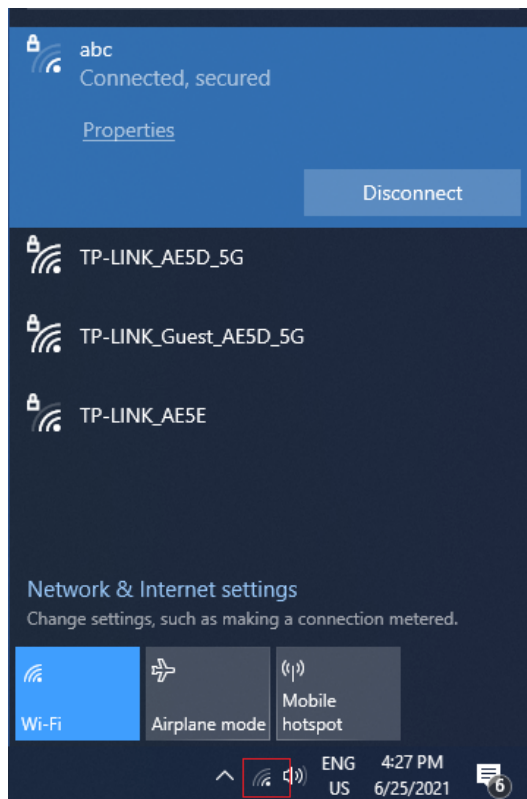 abc
Connected, secured
Properties
Disconnect
TP-LINK_AE5D_5G
TP-LINK_Guest_AE5D_5G
TP-LINK_AE5E
Network & Internet settings
Change settings, such as making a connection metered.
Wi-Fi
Airplane mode
Mobile
hotspot
ENG
US
4:27 PM
6/25/2021
6